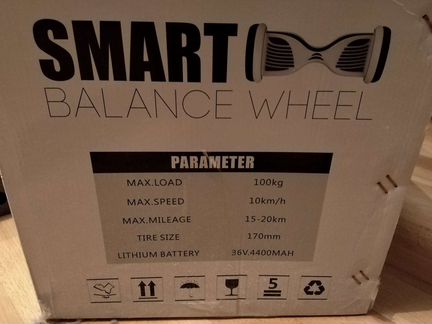 SMART
BALANCE WHEEL
PARAMETER
MAX.LOAD 100kg
MAX.SPEED 10km/h
MAX.MILEAGE 15-20km
TIRE SIZE 170mm
LITHIUM BATTERY 36V.4400MAH
5